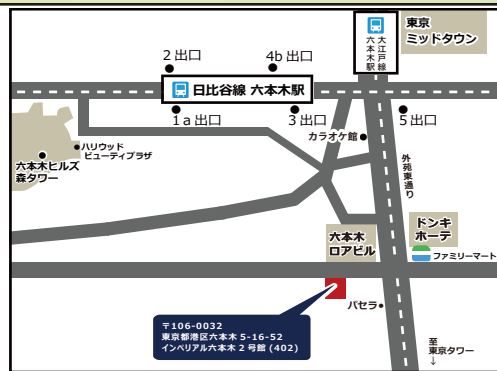 東京
ミッドタウン
大江戸線
六本木駅
2 出口
4b 出口
日比谷線 六本木駅
1a 出口
3 出口
5 出口
カラオケ館
ハリウッド
ビューティプラザ
六本木ヒルズ
森タワー
外苑東通り
六本木
ロアビル
ドンキ
ホーテ
ファミリーマート
パセラ
〒106-0032
東京都港区六本木 5-16-52
インペリアル六本木 2 号館 (402)
至
東京タワー
↓